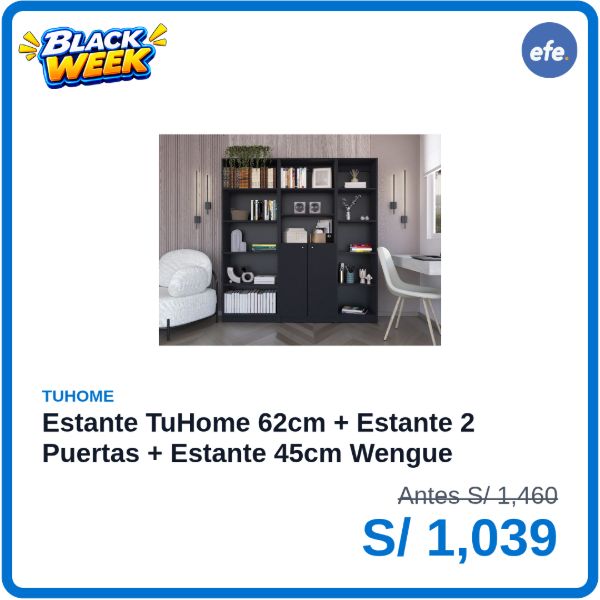 BLACK
WEEK
efe.
TUHOME
Estante TuHome 62cm + Estante 2
Puertas + Estante 45cm Wengue
Antes S/ 1,460
S/ 1,039